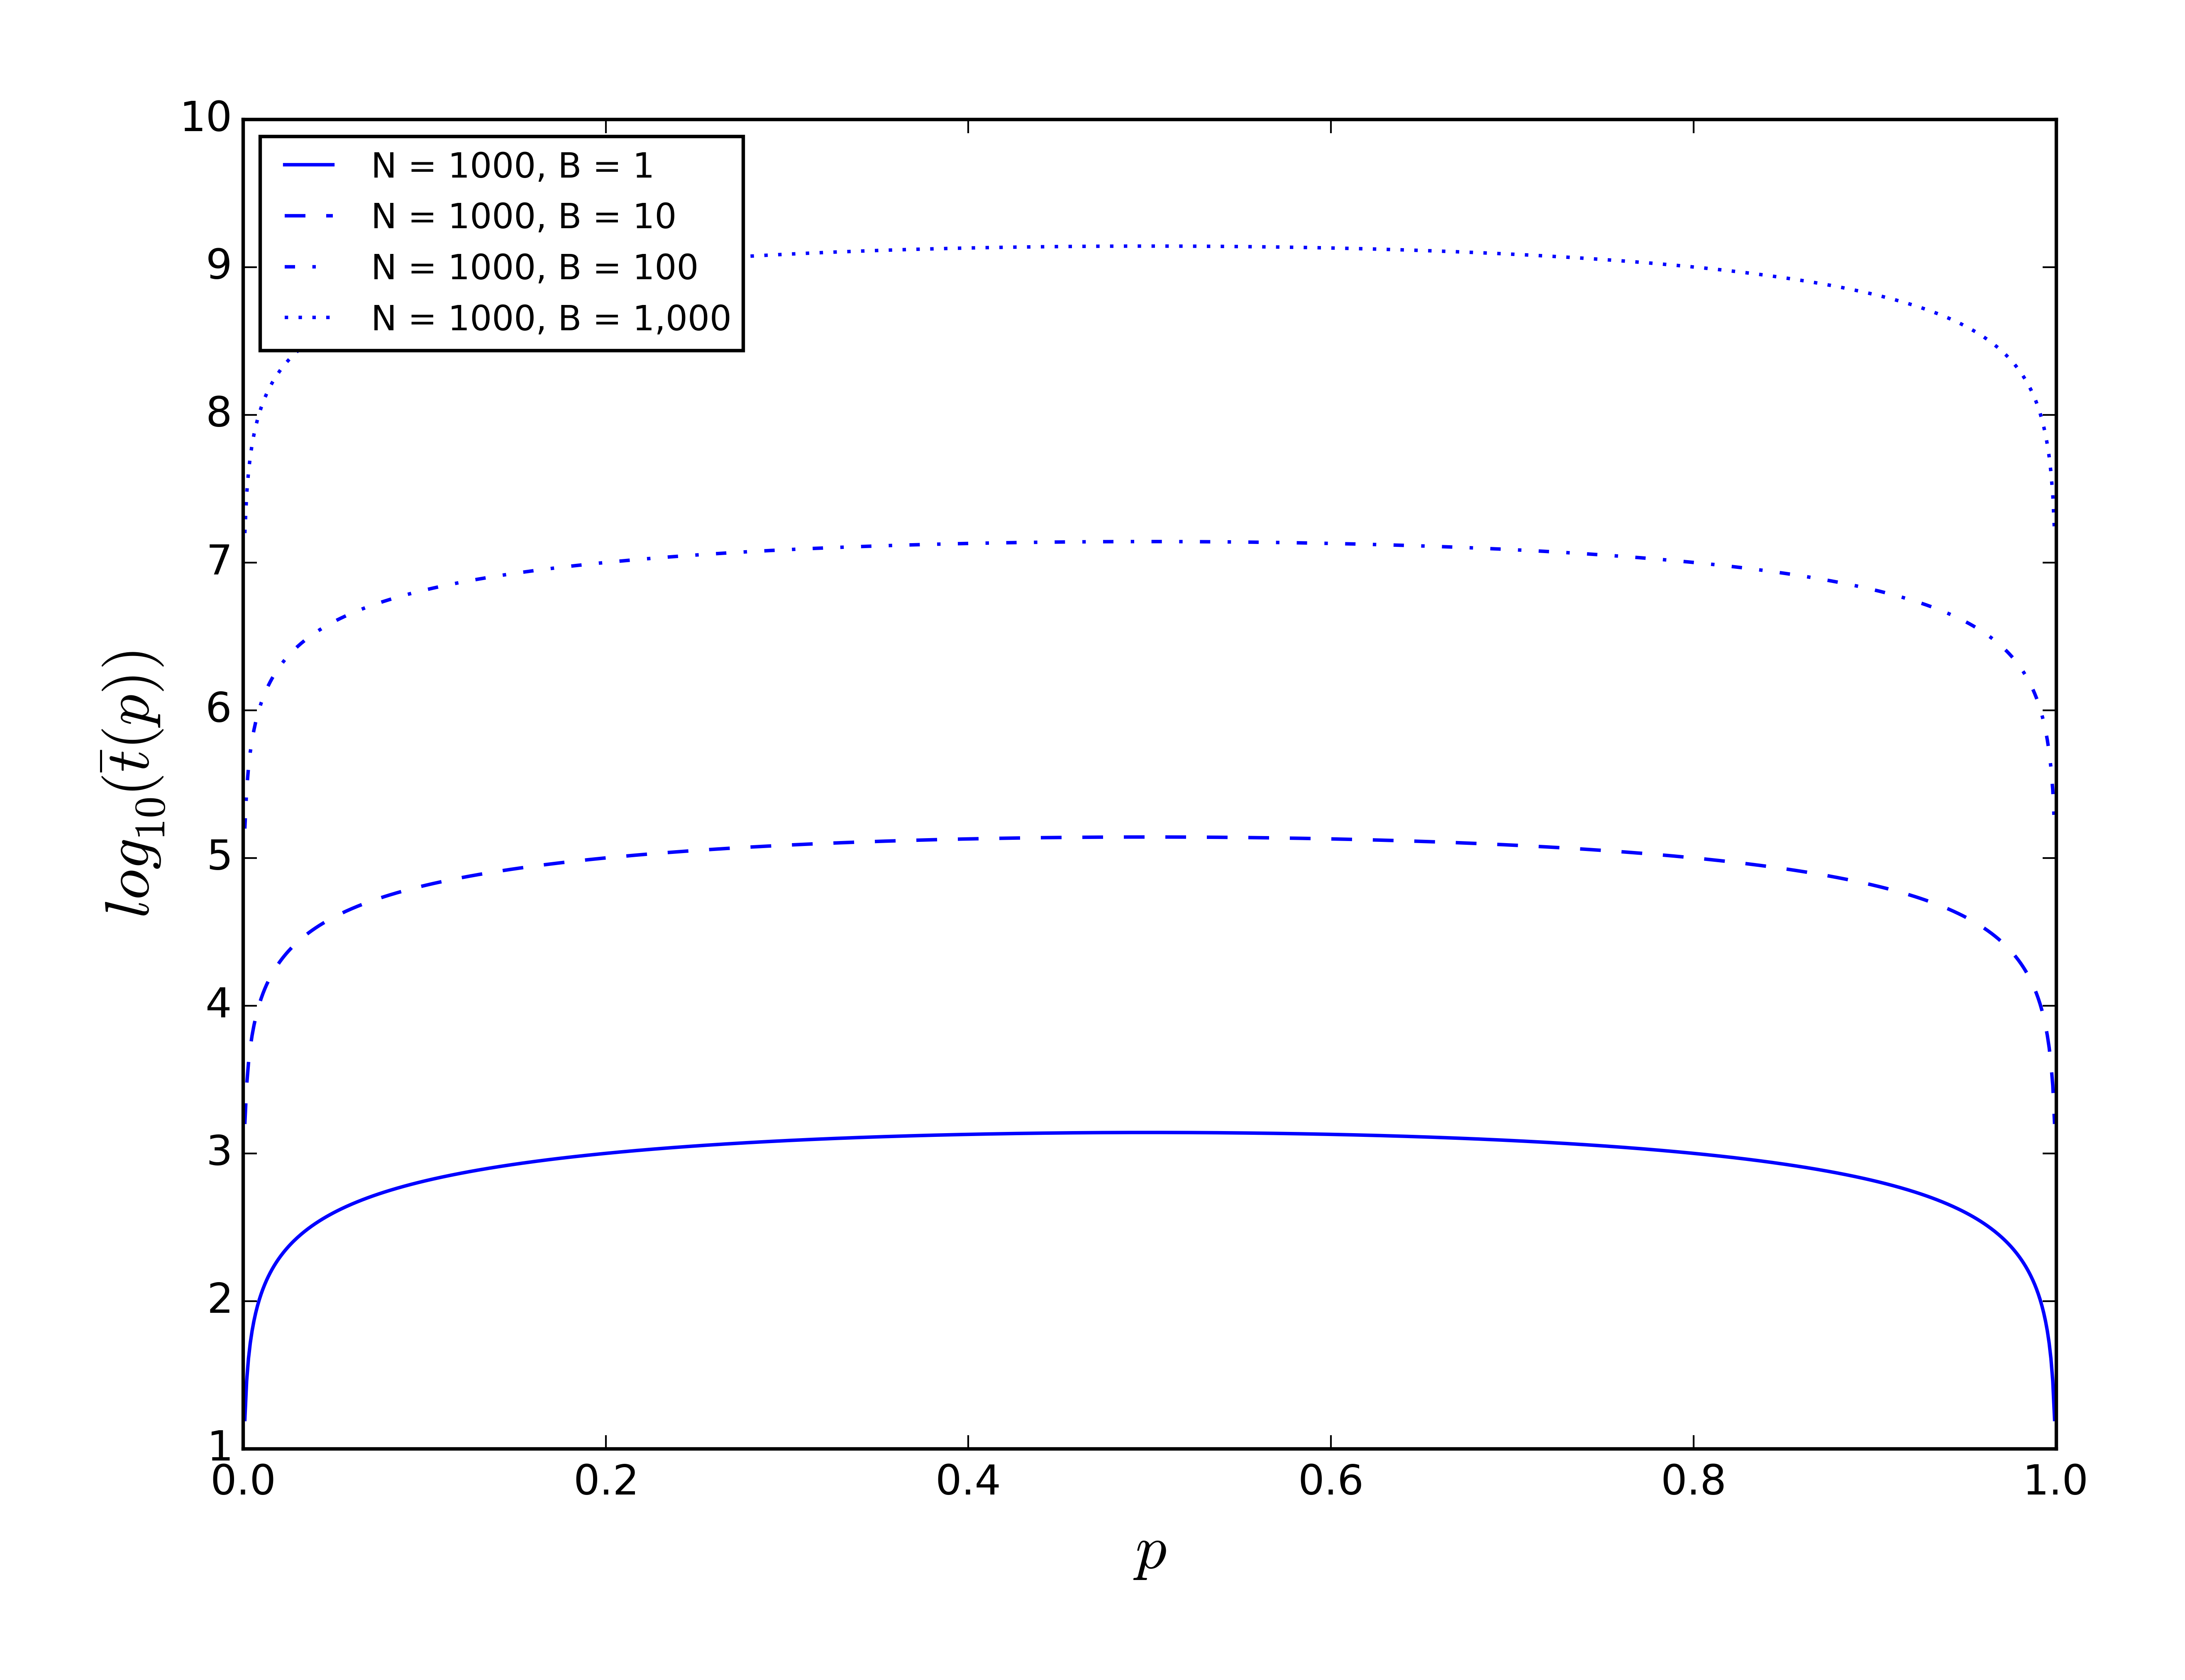 10
9
8
7
6
5
4
3
2
1
N = 1000, B = 1
N = 1000, B = 10
N = 1000, B = 100
N = 1000, B = 1,000
log₁₀(t̅(p))
0.0 0.2 0.4 0.6 0.8 1.0
p